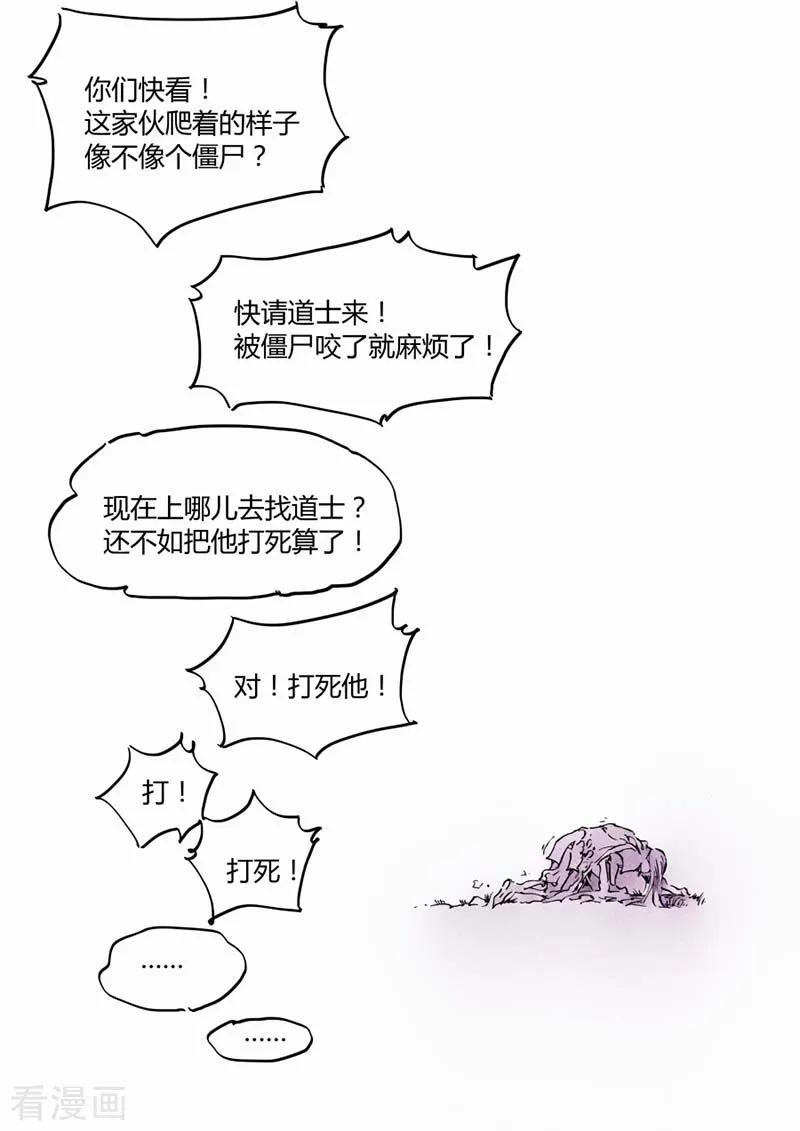 你们快看！
这家伙爬着的样子
像不像个僵尸？
快请道士来！
被僵尸咬了就麻烦了！
现在上哪儿去找道士？
还不如把他打死算了！
对！打死他！
打！
打死！
……
……
看漫画